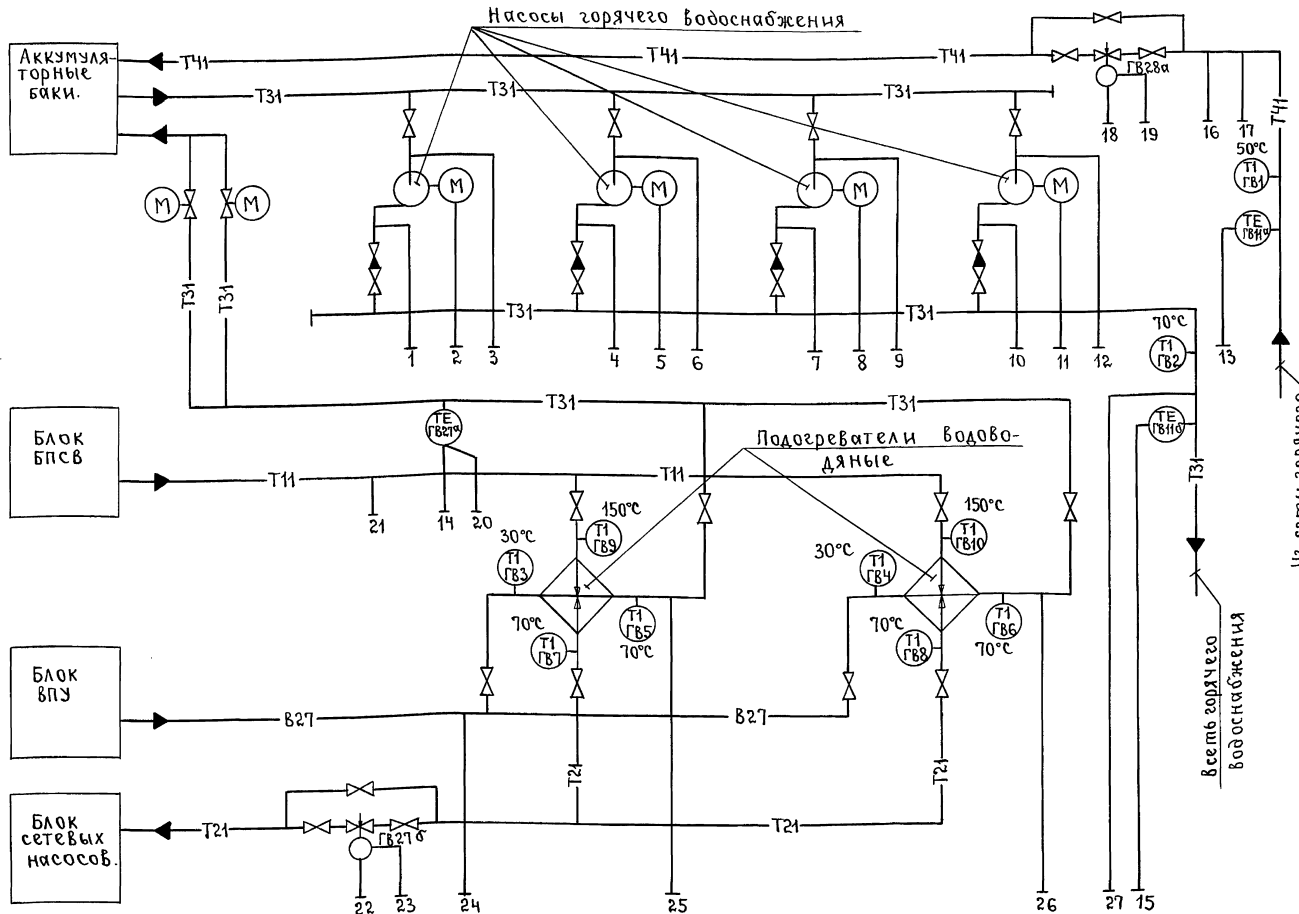 Насосы горячего водоснабжения
Аккумуля-
торные
баки.
Т41
Т41
Т41
ГВ28а
18
19
16
17
Т41
Т31
Т31
Т31
Т31
50°С
Т1
ГВ1
ТЕ
ГВ11а
13
М
М
М
М
М
М
Т31
Т31
Т31
Т31
1
2
3
4
5
6
7
8
9
10
11
12
70°С
Т1
ГВ2
ТЕ
ГВ11б
Т31
Т31
Т31
ТЕ
ГВ27а
Блок
БПСВ
Т11
Т11
21
14
20
Подогреватели водово-
дяные
150°С
Т1
ГВ9
30°С
Т1
ГВ3
Т1
ГВ5
70°С
70°С
Т1
ГВ7
150°С
Т1
ГВ10
30°С
Т1
ГВ4
Т1
ГВ6
70°С
70°С
Т1
ГВ8
Всеть горячего
водоснабжения
Блок
ВПУ
В27
В27
Т21
Т21
Блок
сетевых
насосов.
Т21
Т21
ГВ27б
22
23
24
25
26
27
15